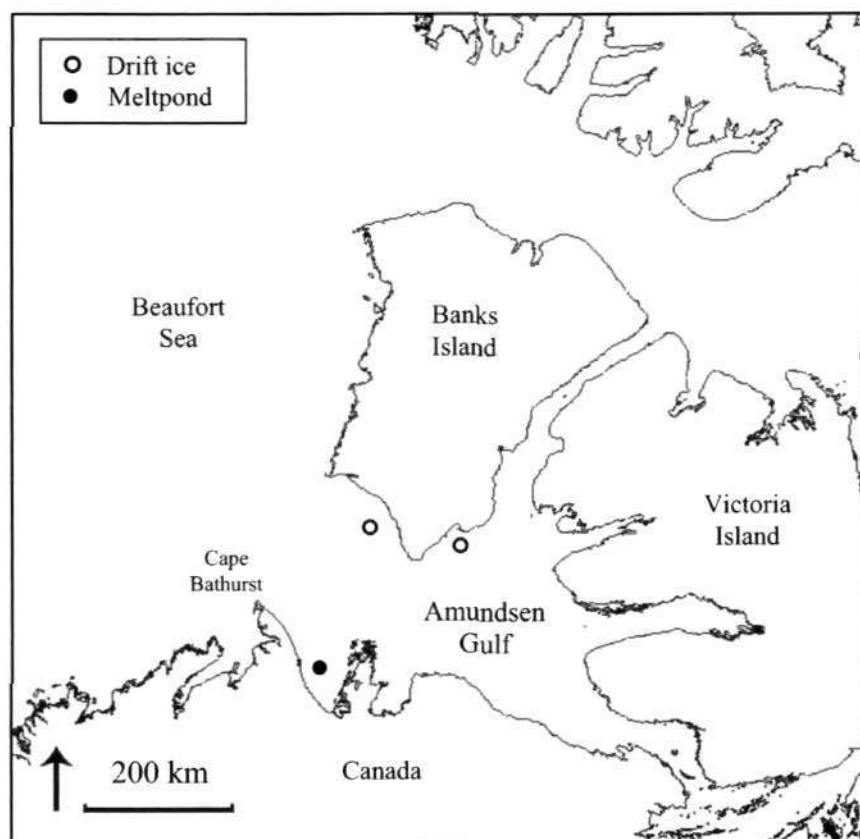 Drift ice
Meltpond
Beaufort
Sea
Banks
Island
Victoria
Island
Cape
Bathurst
Amundsen
Gulf
200 km
Canada